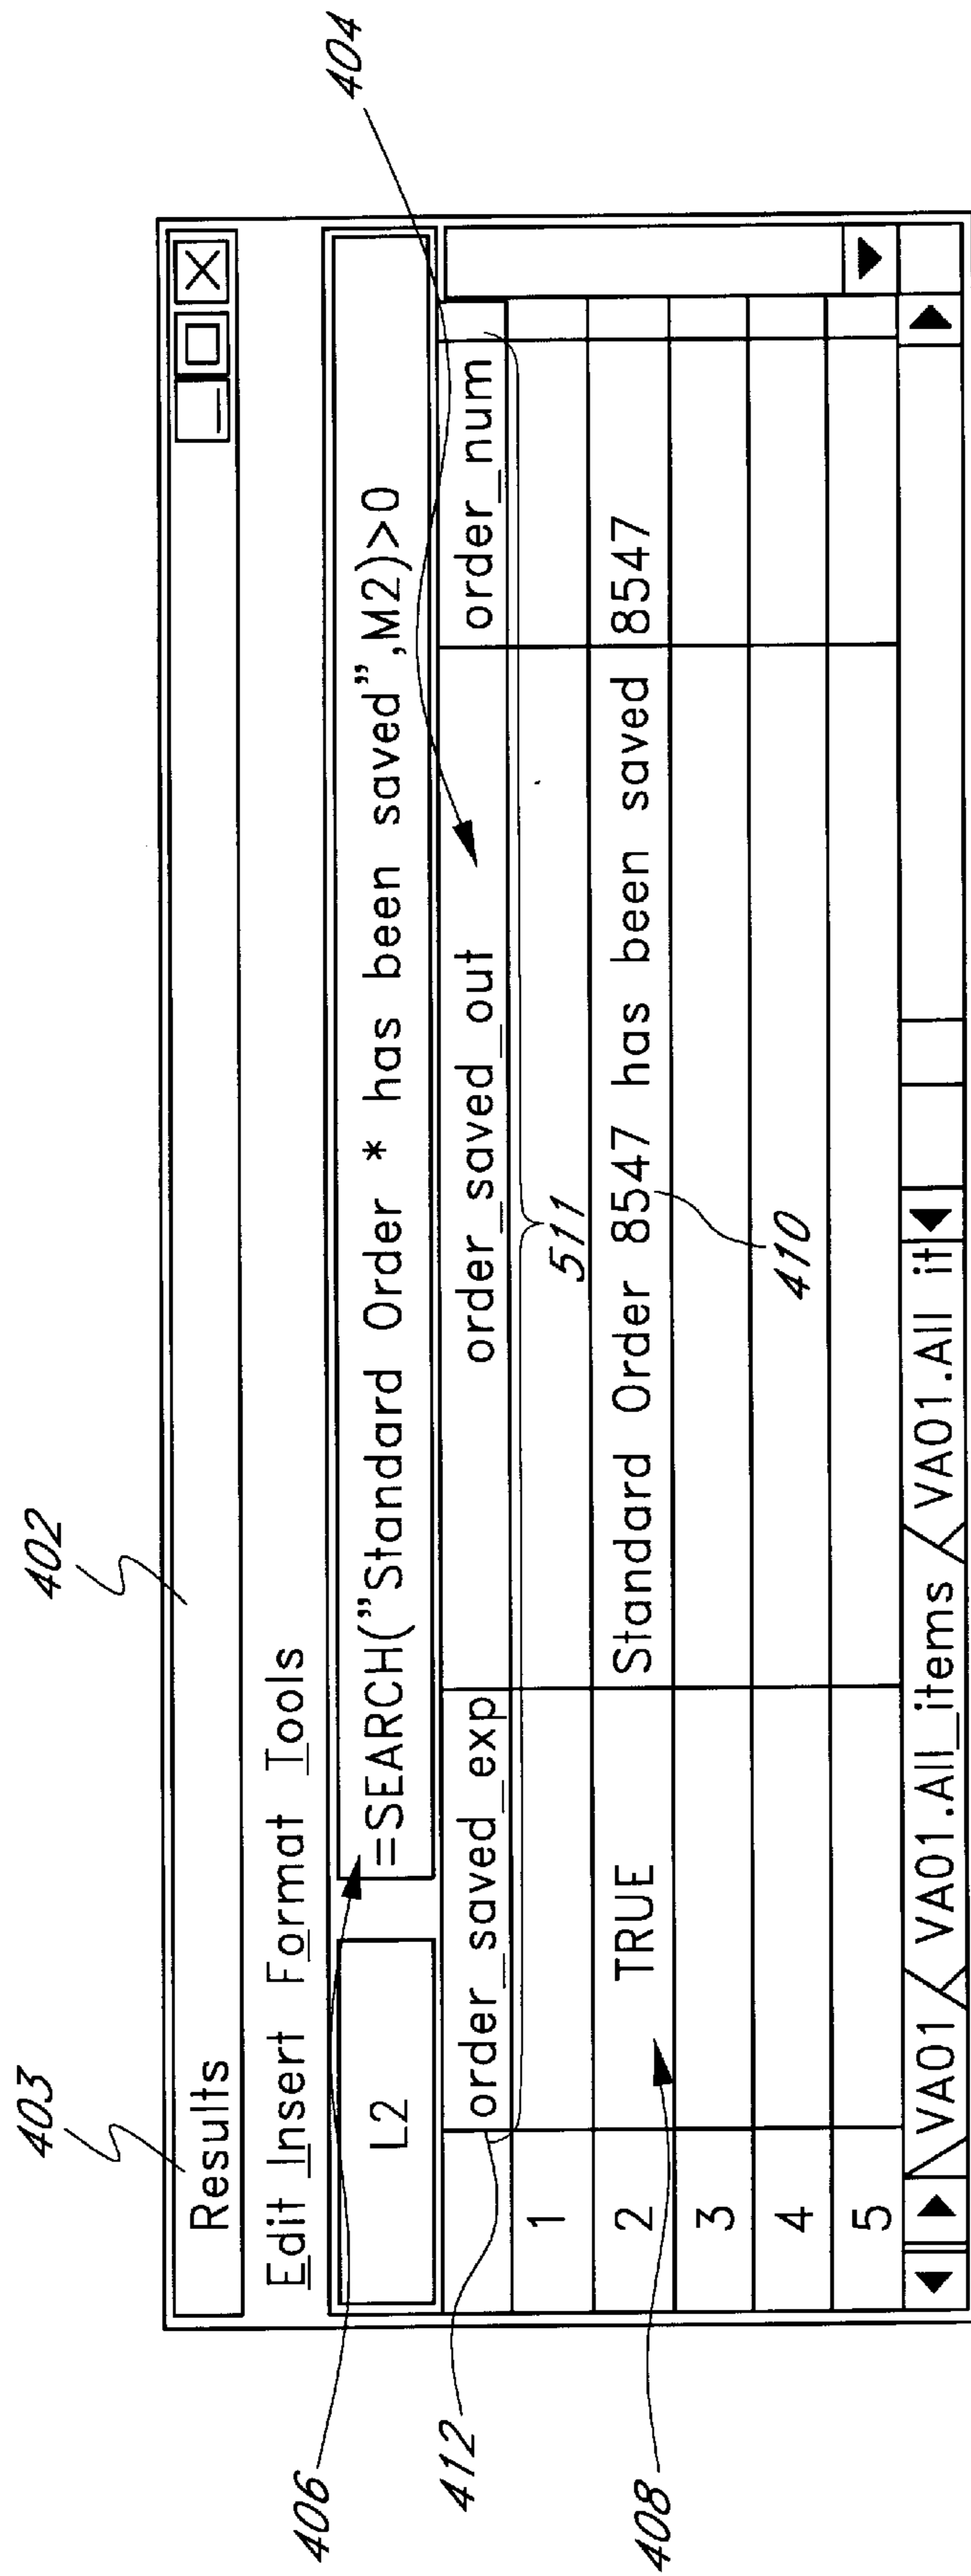 403
402
404
Results
Edit Insert Format Tools
406
L2
=SEARCH("Standard Order * has been saved",M2)>0
412
order_saved_exp
order_saved_out
order_num
1
511
2
TRUE
Standard Order 8547 has been saved
8547
408
3
410
4
5
VA01
VA01.All_items
VA01.All it